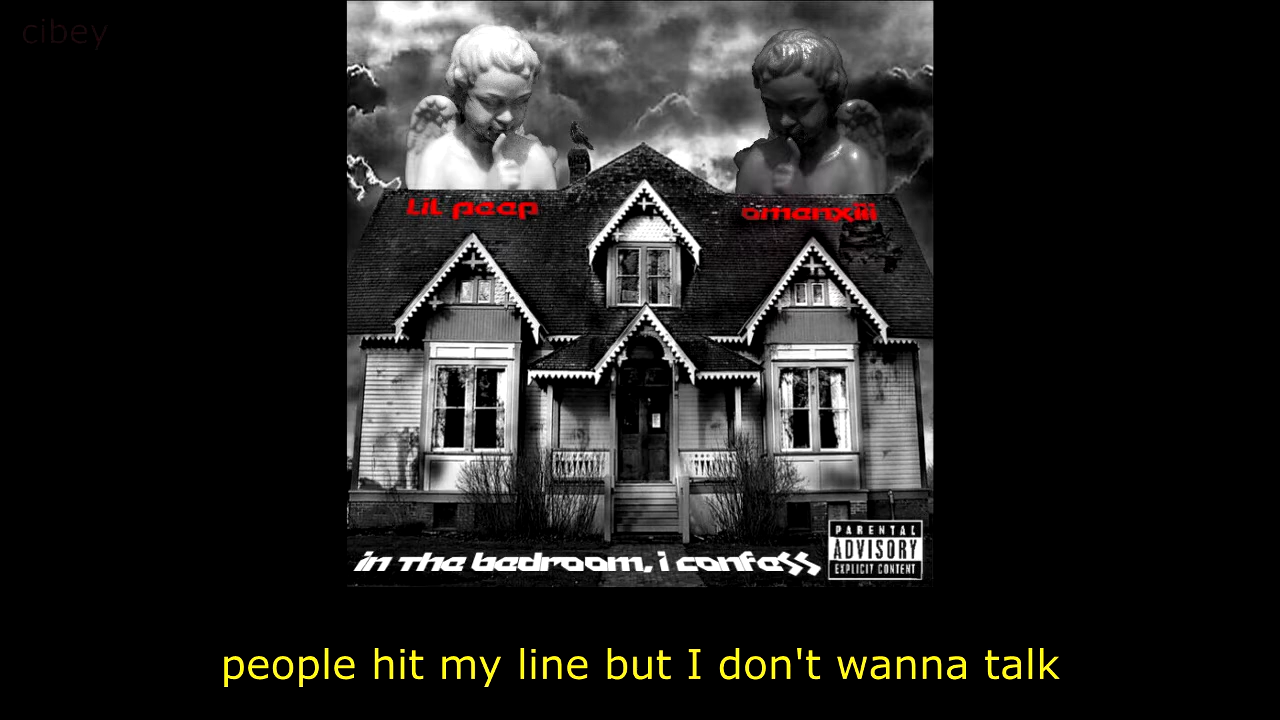 cibey
Lil peep
omenxiii
in The bedroom, i confess
PARENTAL
ADVISORY
EXPLICIT CONTENT
people hit my line but I don't wanna talk